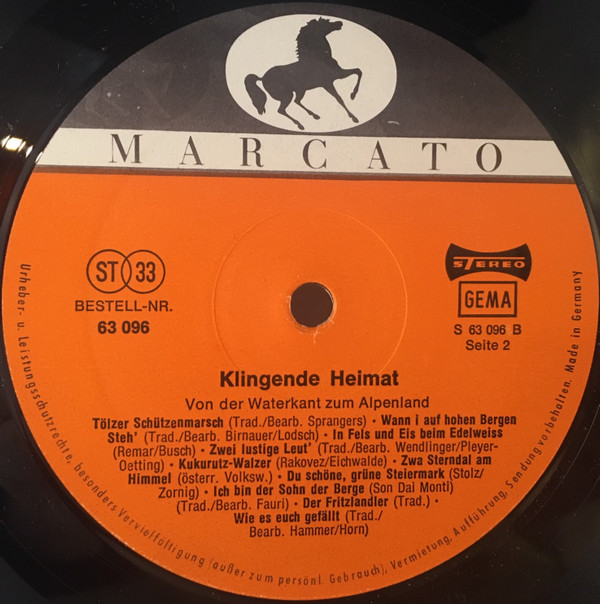 MARCATO
ST 33
BESTELL-NR.
63 096
STEREO
GEMA
S 63 096 B
Seite 2
Klingende Heimat
Von der Waterkant zum Alpenland
Tölzer Schützenmarsch (Trad./Bearb. Sprangers) • Wann i auf hohen Bergen
Steh' (Trad./Bearb. Birnauer/Lodsch) • In Fels und Eis beim Edelweiss
(Remar/Busch) • Zwei lustige Leut' (Trad./Bearb. Wendlinger/Pleyer-
Oetting) • Kukurutz-Walzer (Rakovez/Eichwalde) • Zwa Sterndal am
Himmel (österr. Volksw.) • Du schöne, grüne Steiermark (Stolz/
Zornig) • Ich bin der Sohn der Berge (Son Dai Monti)
(Trad./Bearb. Fauri) • Der Fritzlandler (Trad.) •
Wie es euch gefällt (Trad./
Bearb. Hammer/Horn)
Urheber- u. Leistungsschutzrechte, besonders Vervielfältigung (außer zum persönl. Gebrauch), Vermietung, Aufführung, Sendung vorbehalten. Made in Germany